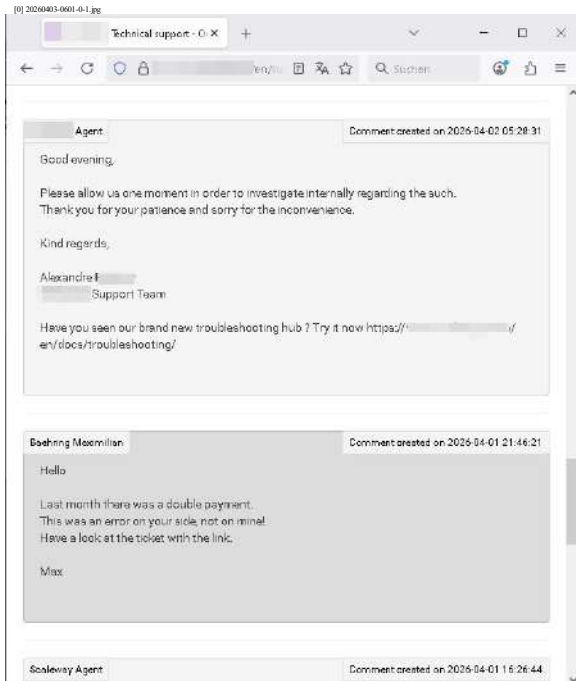 [0] 20260403-0601-0-1.jpg
Technical support - O
/en/
Suchen
Agent
Comment created on 2026-04-02 05:28:31
Good evening,
Please allow us one moment in order to investigate internally regarding the such.
Thank you for your patience and sorry for the inconvenience.
Kind regards,
Alexandre
Support Team
Have you seen our brand new troubleshooting hub ? Try it now https://
/
en/docs/troubleshooting/
Baehring Maximilian
Comment created on 2026-04-01 21:46:21
Hello
Last month there was a double payment.
This was an error on your side, not on mine!
Have a look at the ticket with the link.
Max
Scaleway Agent
Comment created on 2026-04-01 15:26:44